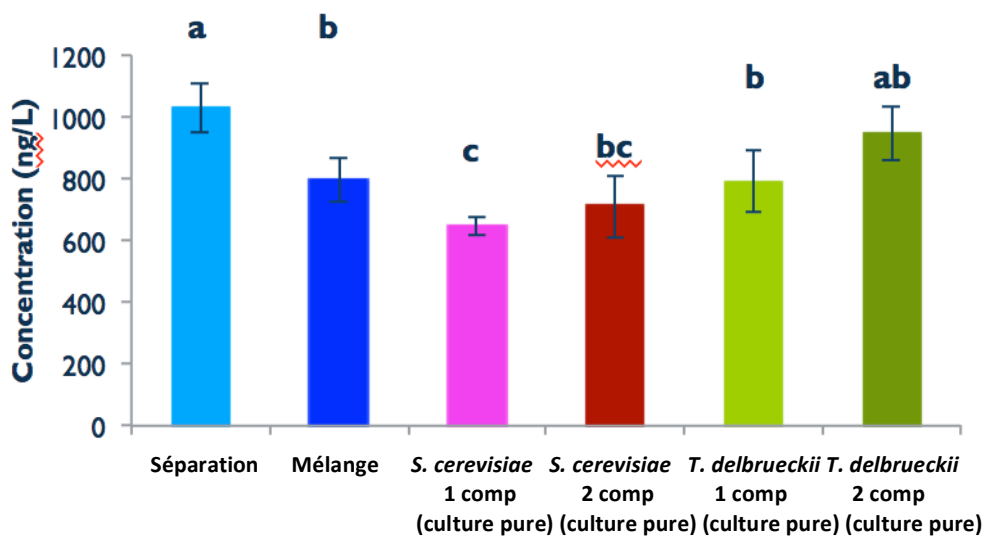 a
b
c
bc
b
ab
Concentration (ng/L)
1200
1000
800
600
400
200
0
Séparation
Mélange
S. cerevisiae
1 comp
(culture pure)
S. cerevisiae
2 comp
(culture pure)
T. delbrueckii
1 comp
(culture pure)
T. delbrueckii
2 comp
(culture pure)